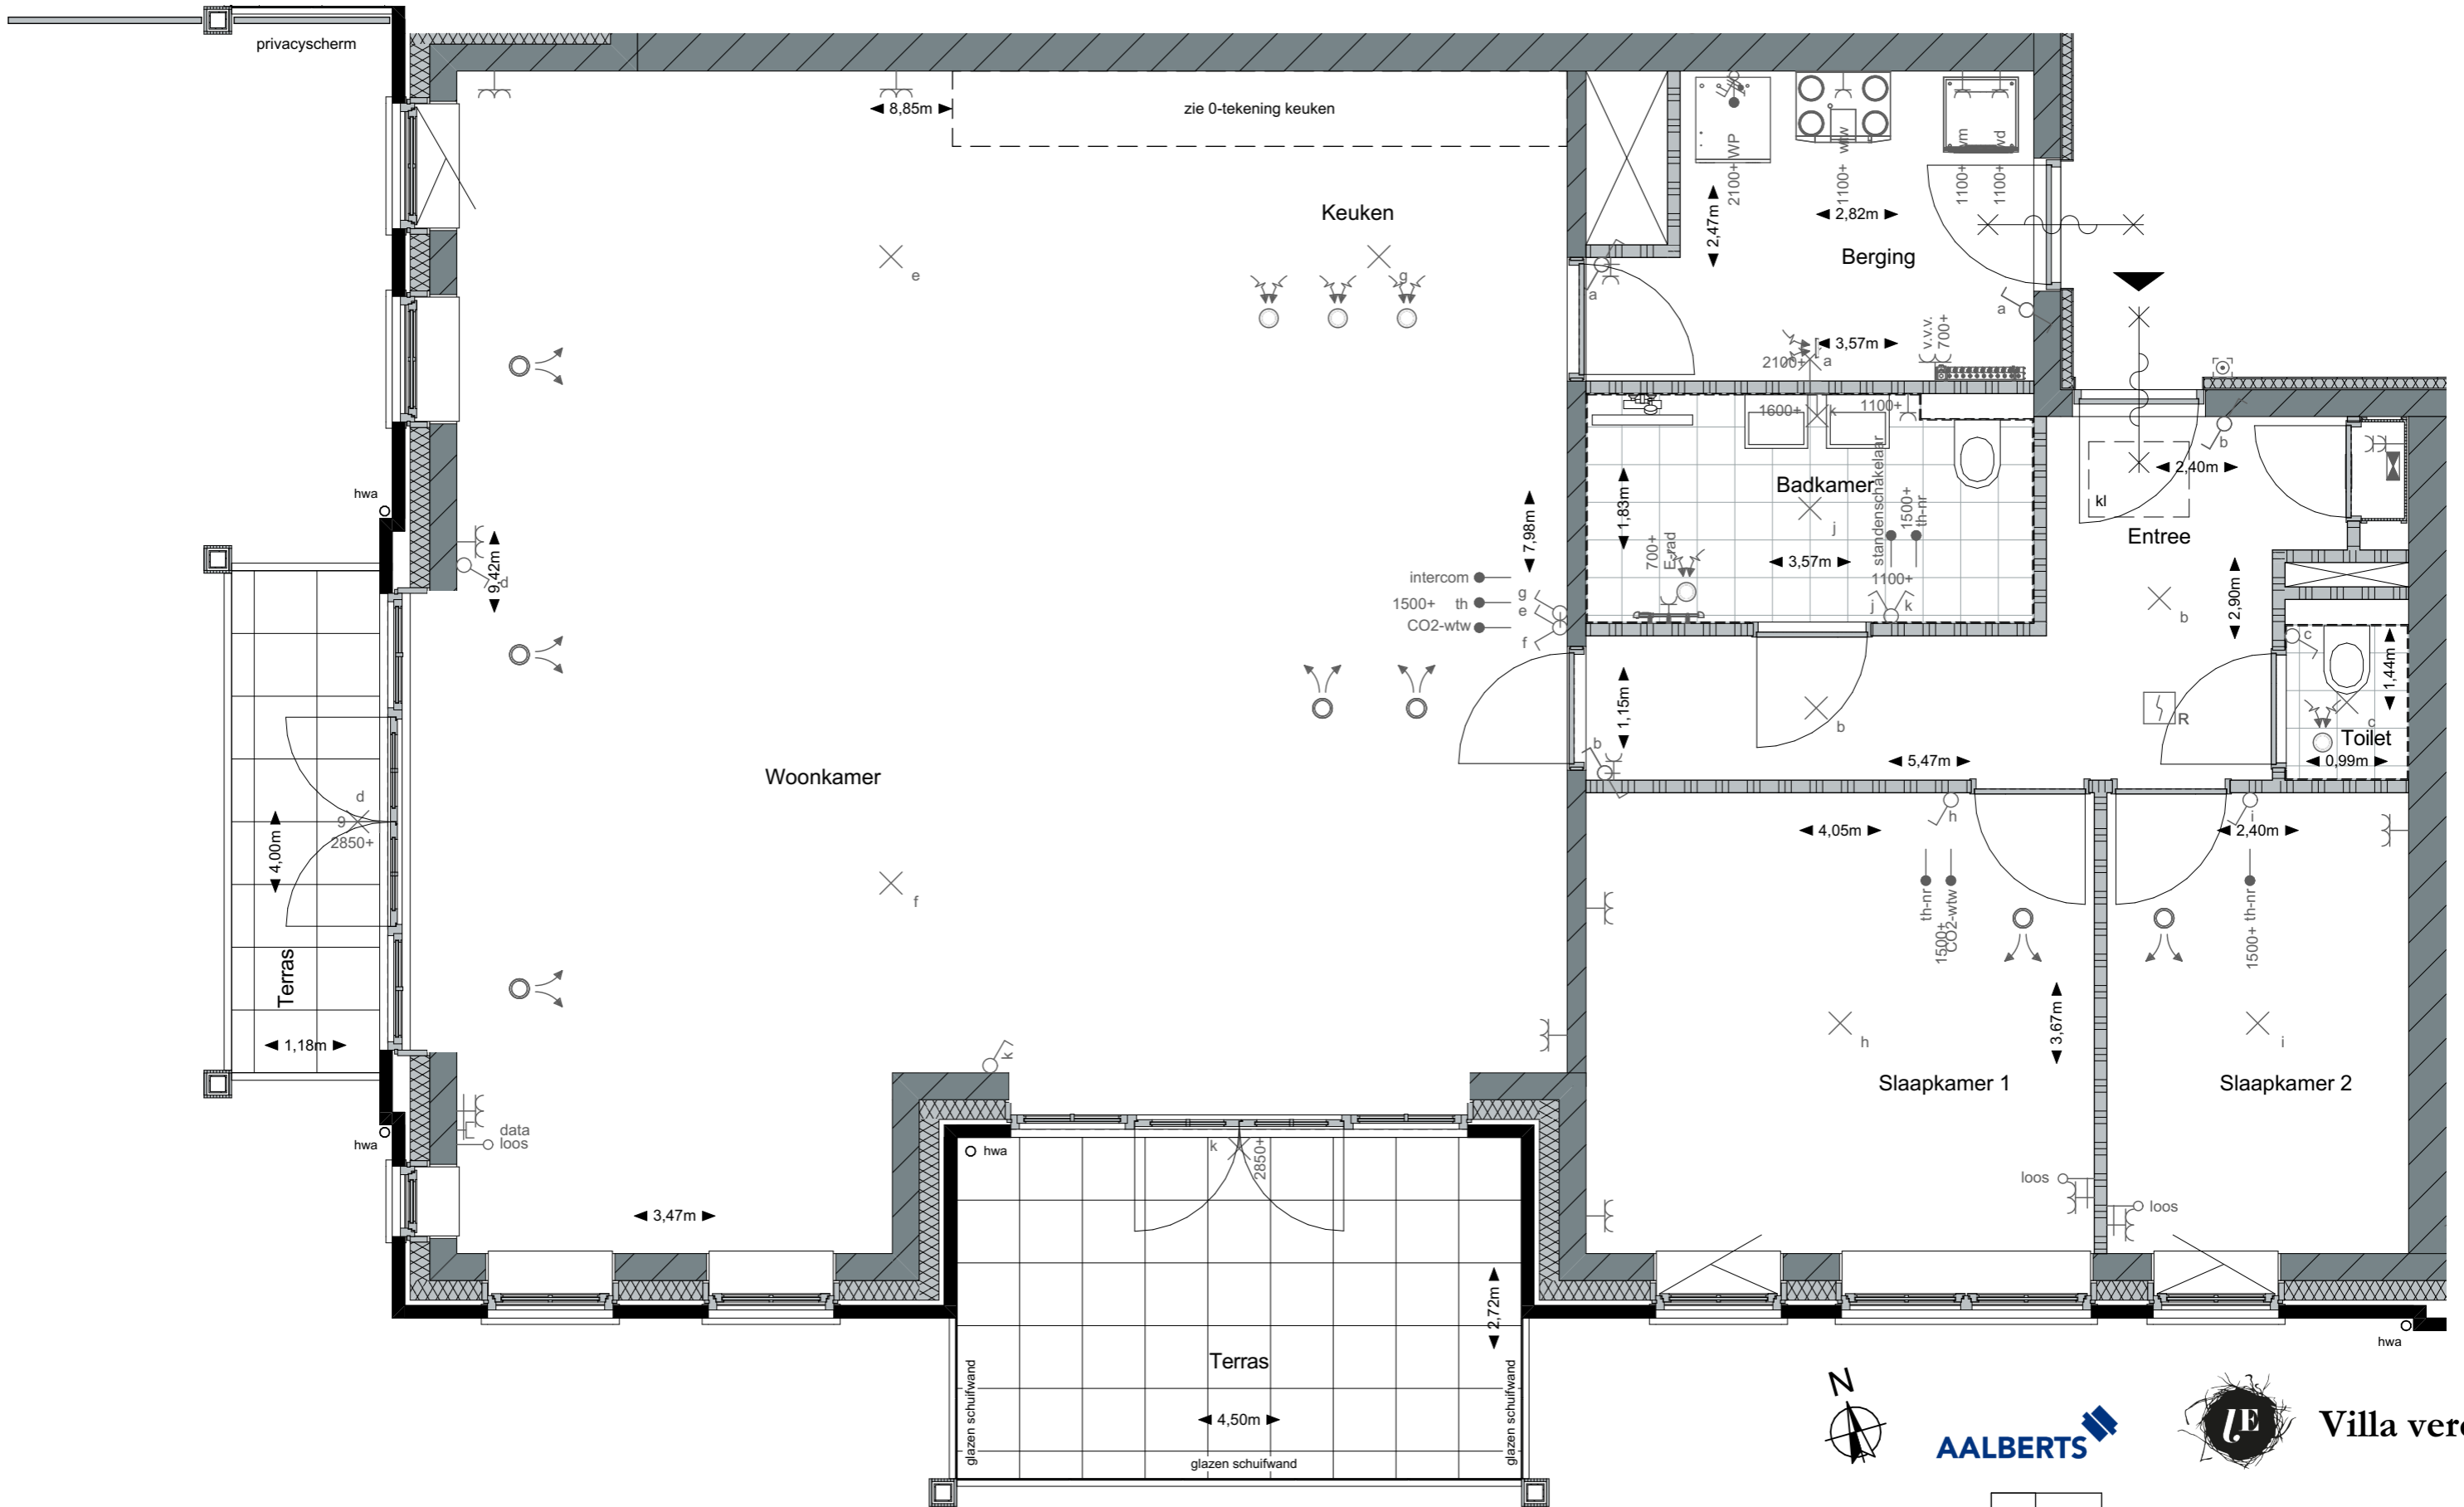 privacyscherm
8,85m
zie 0-tekening keuken
Keuken
e
g
2100+ WP
1100+ wtw
1100+ wm
1100+ wd
2,47m
2,82m
Berging
a
a
3,57m
2100+
a
v.v.v.
700+
hwa
9,42m
d
7,98m
intercom
1500+ th
CO2-wtw
g
e
f
1600+
k
1100+
1,83m
Badkamer
j
standenschakelaar
1500+
th-nr
700+
E-rad
3,57m
1100+
j
k
b
2,40m
kl
Entree
2,90m
b
c
1,44m
R
c
Toilet
0,99m
1,15m
b
b
5,47m
Woonkamer
d
9
2850+
4,00m
Terras
1,18m
f
h
i
4,05m
2,40m
th-nr
1500+
CO2-wtw
1500+ th-nr
3,67m
h
i
Slaapkamer 1
Slaapkamer 2
k
data
loos
hwa
hwa
k
2850+
loos
loos
3,47m
2,72m
Terras
glazen schuifwand
4,50m
glazen schuifwand
glazen schuifwand
hwa
N
AALBERTS
lE
Villa ver